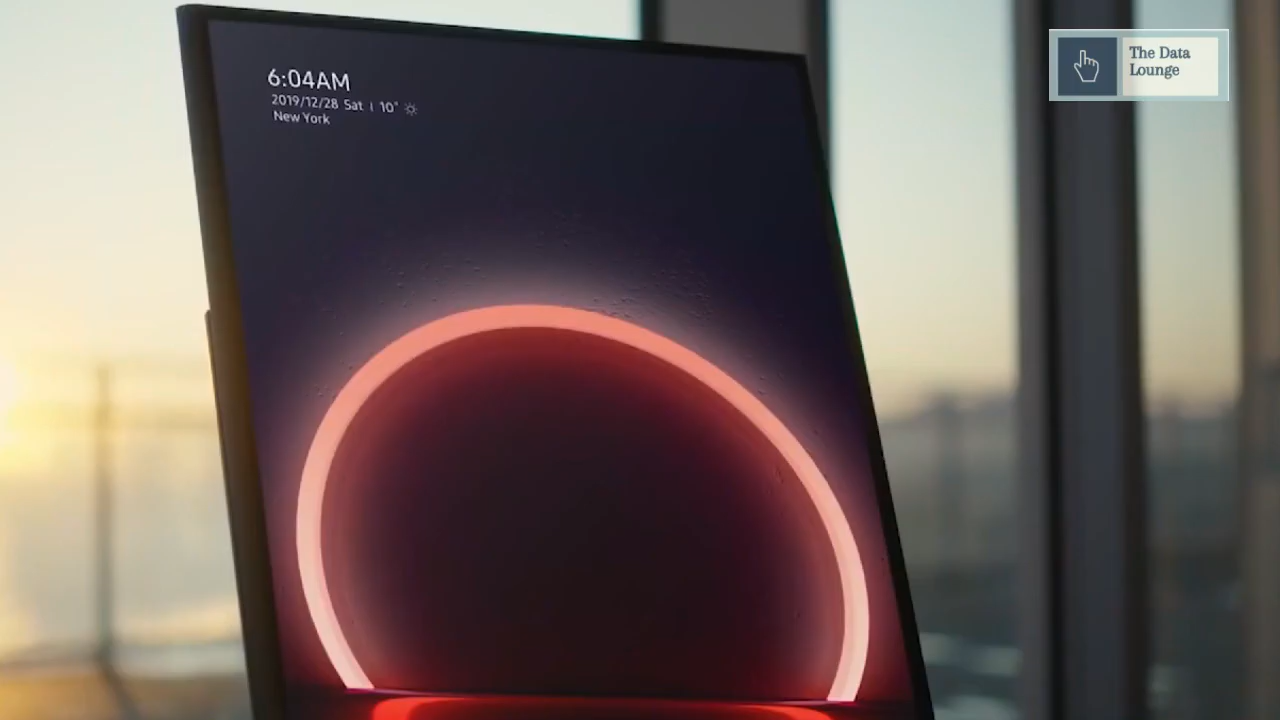 6:04AM
2019/12/28 Sat | 10°
New York
The Data
Lounge